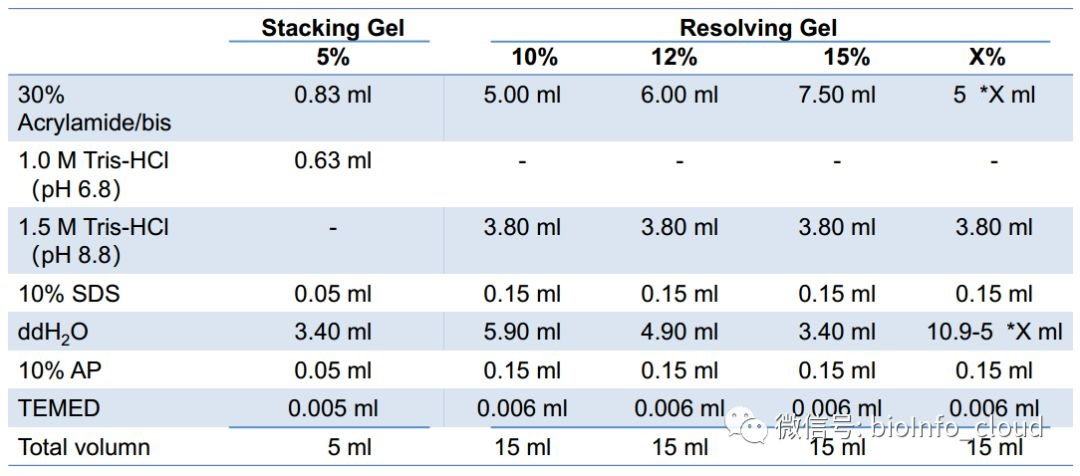 Stacking Gel Resolving Gel
5% 10% 12% 15% X%
30% Acrylamide/bis 0.83 ml 5.00 ml 6.00 ml 7.50 ml 5 *X ml
1.0 M Tris-HCl (pH 6.8) 0.63 ml - - - -
1.5 M Tris-HCl (pH 8.8) - 3.80 ml 3.80 ml 3.80 ml 3.80 ml
10% SDS 0.05 ml 0.15 ml 0.15 ml 0.15 ml 0.15 ml
ddH₂O 3.40 ml 5.90 ml 4.90 ml 3.40 ml 10.9-5 *X ml
10% AP 0.05 ml 0.15 ml 0.15 ml 0.15 ml 0.15 ml
TEMED 0.005 ml 0.006 ml 0.006 ml 0.006 ml 0.006 ml
微信号: bioInfo_cloud
Total volumn 5 ml 15 ml 15 ml 15 ml 15 ml